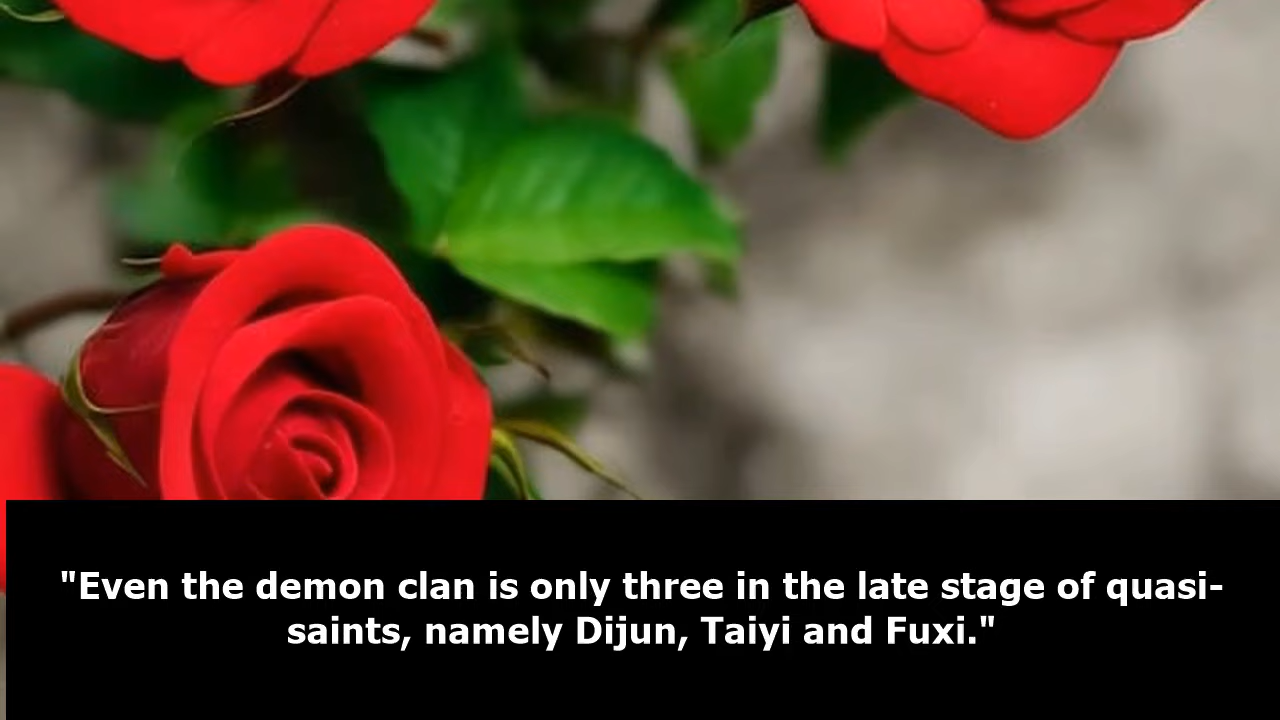 "Even the demon clan is only three in the late stage of quasi-
saints, namely Dijun, Taiyi and Fuxi."